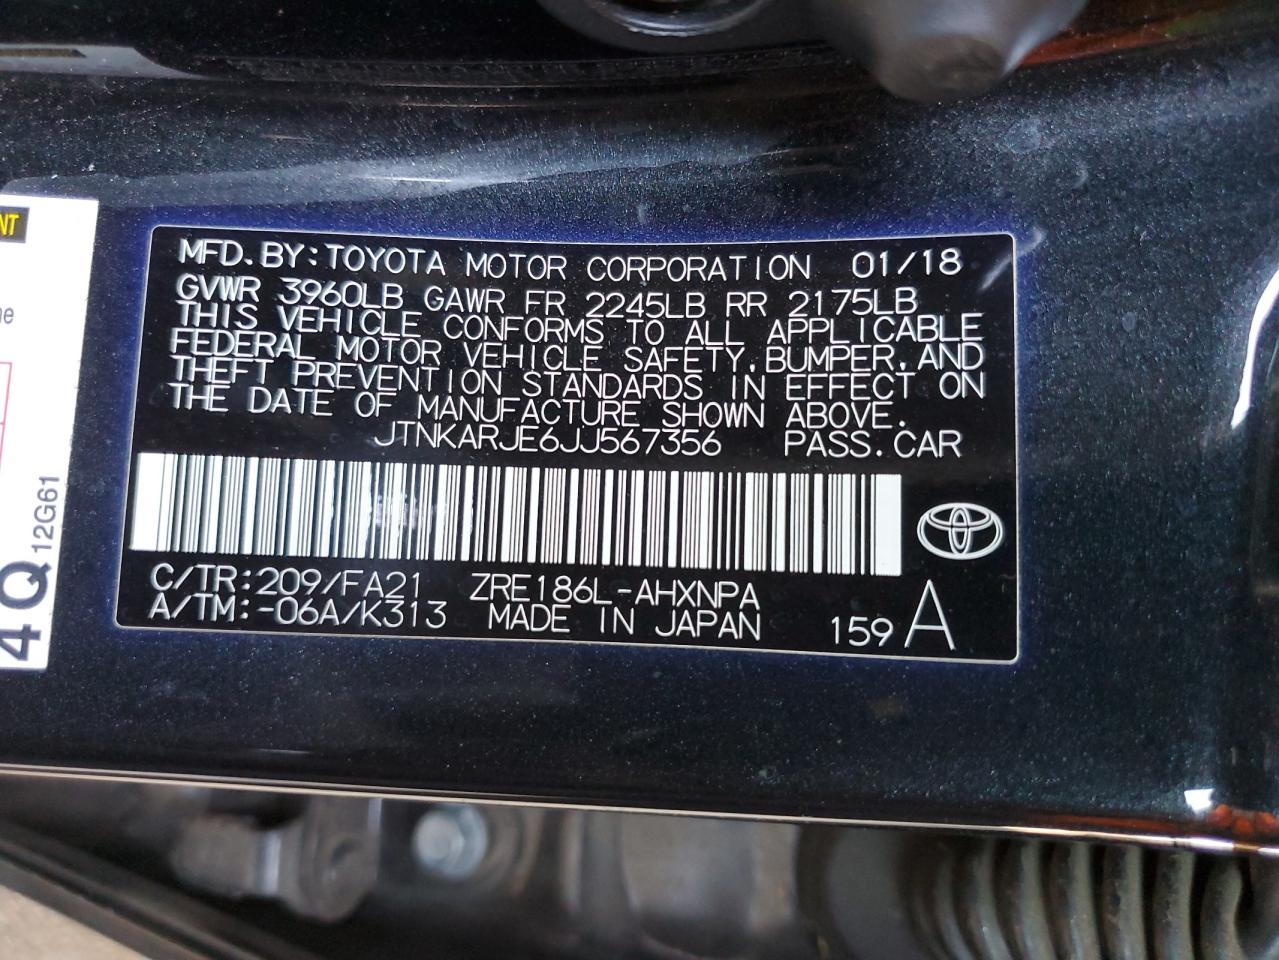 MFD.BY:TOYOTA MOTOR CORPORATION 01/18
GVWR 3960LB GAWR FR 2245LB RR 2175LB
THIS VEHICLE CONFORMS TO ALL APPLICABLE
FEDERAL MOTOR VEHICLE SAFETY,BUMPER,AND
THEFT PREVENTION STANDARDS IN EFFECT ON
THE DATE OF MANUFACTURE SHOWN ABOVE.
JTNKARJE6JJ567356 PASS.CAR
C/TR:209/FA21 ZRE186L-AHXNPA
A/TM:-06A/K313 MADE IN JAPAN 159 A
4Q 12G61